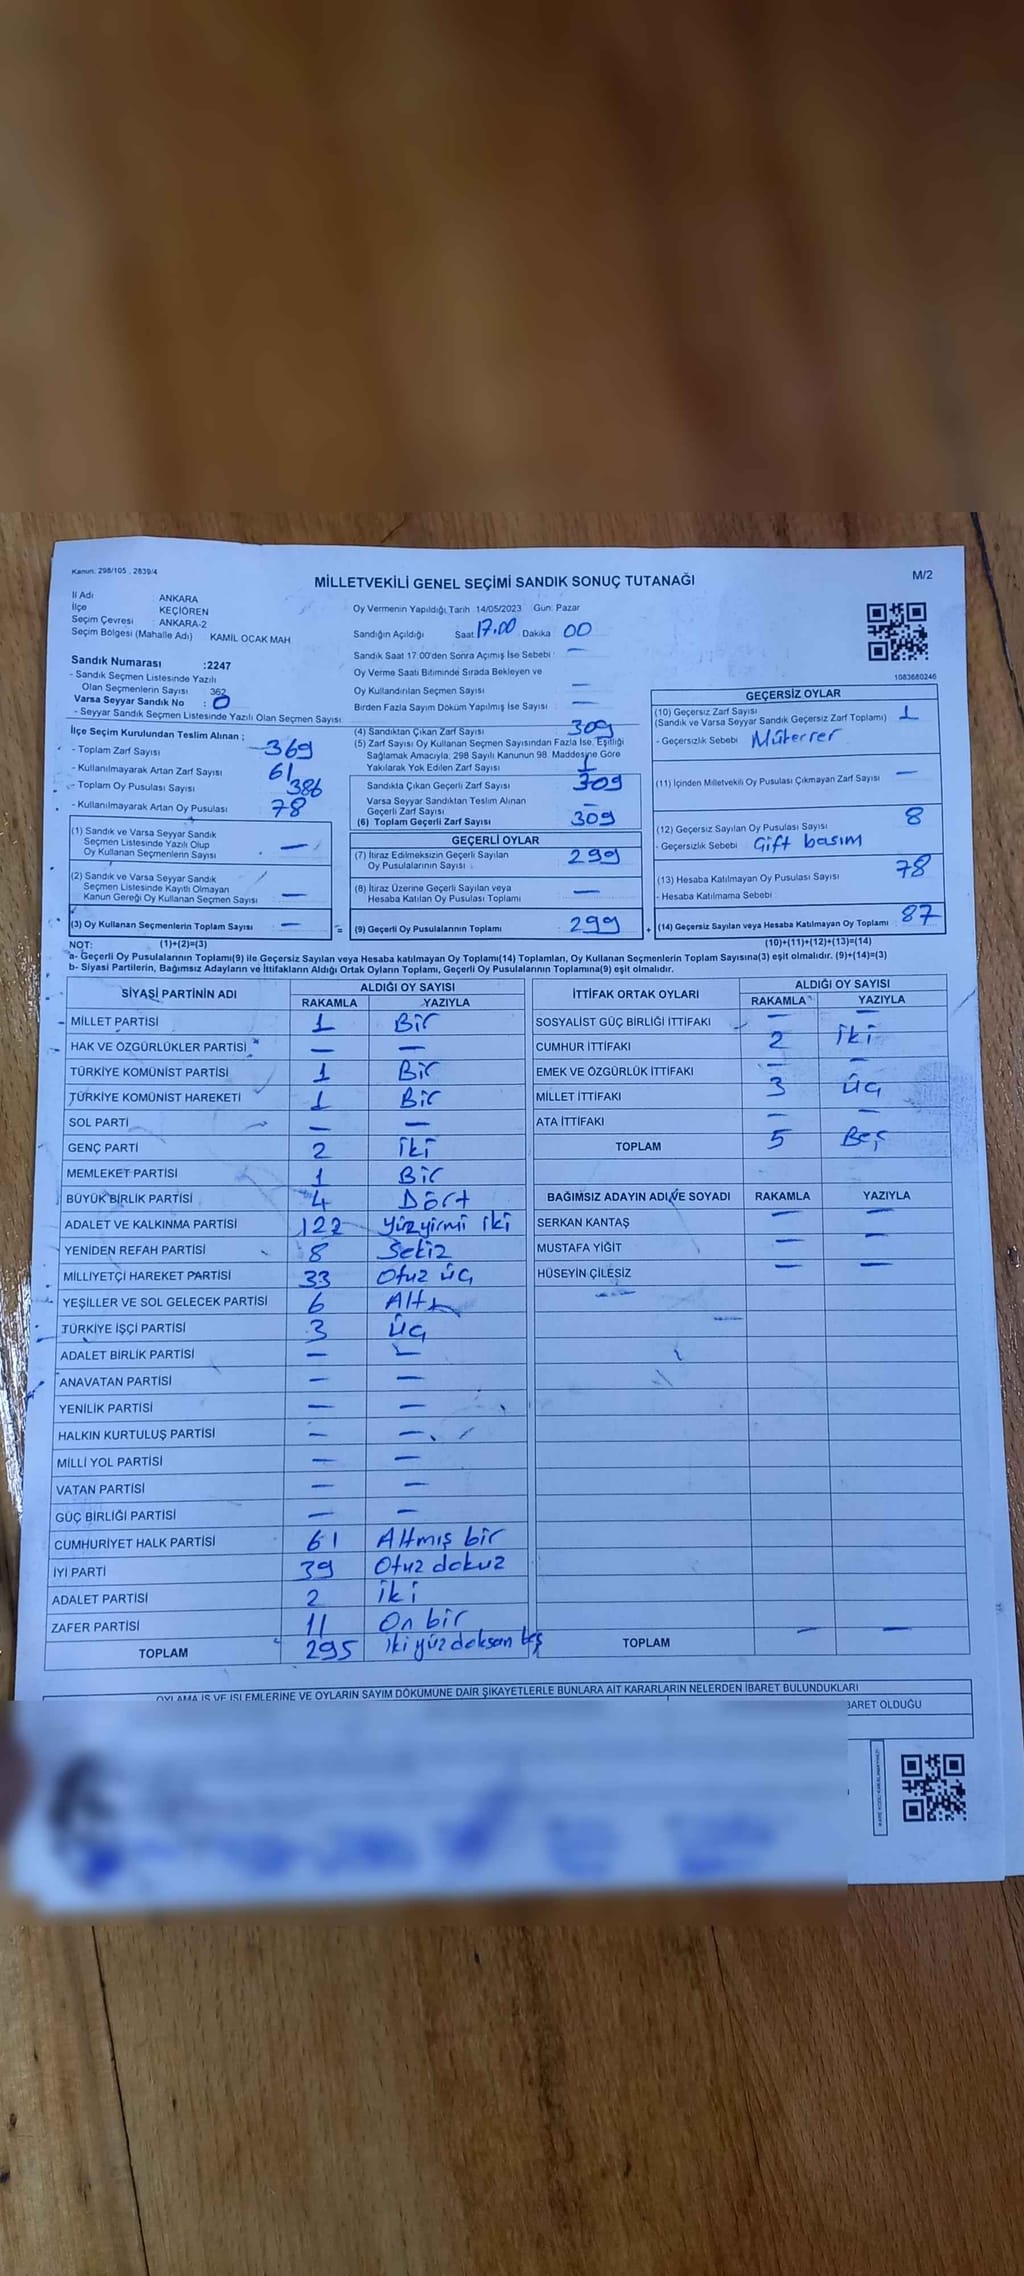 Kanun: 298/105 , 2839/4
MİLLETVEKİLİ GENEL SEÇİMİ SANDIK SONUÇ TUTANAĞI
M/2
İl Adı ANKARA
İlçe KEÇİÖREN
Seçim Çevresi : ANKARA-2
Seçim Bölgesi (Mahalle Adı) KAMİL OCAK MAH
Sandık Numarası :2247
- Sandık Seçmen Listesinde Yazılı
Olan Seçmenlerin Sayısı 362
Varsa Seyyar Sandık No : 0
- Seyyar Sandık Seçmen Listesinde Yazılı Olan Seçmen Sayısı
İlçe Seçim Kurulundan Teslim Alınan ;
- Toplam Zarf Sayısı 369
- Kullanılmayarak Artan Zarf Sayısı 61
- Toplam Oy Pusulası Sayısı 386
- Kullanılmayarak Artan Oy Pusulası 78
(1) Sandık ve Varsa Seyyar Sandık
Seçmen Listesinde Yazılı Olup
Oy Kullanan Seçmenlerin Sayısı —
(2) Sandık ve Varsa Seyyar Sandık
Seçmen Listesinde Kayıtlı Olmayan
Kanun Gereği Oy Kullanan Seçmen Sayısı —
(3) Oy Kullanan Seçmenlerin Toplam Sayısı —
Oy Vermenin Yapıldığı Tarih 14/05/2023 Gün: Pazar
Sandığın Açıldığı Saat 17.00 Dakika 00
Sandık Saat 17:00'den Sonra Açımış İse Sebebi : —
Oy Verme Saati Bitiminde Sırada Bekleyen ve
Oy Kullandırılan Seçmen Sayısı —
Birden Fazla Sayım Döküm Yapılmış İse Sayısı : —
(4) Sandıktan Çıkan Zarf Sayısı 309
(5) Zarf Sayısı Oy Kullanan Seçmen Sayısından Fazla İse, Eşitliği
Sağlamak Amacıyla, 298 Sayılı Kanunun 98. Maddesine Göre
Yakılarak Yok Edilen Zarf Sayısı
Sandıkta Çıkan Geçerli Zarf Sayısı 309
Varsa Seyyar Sandıktan Teslim Alınan
Geçerli Zarf Sayısı —
(6) Toplam Geçerli Zarf Sayısı 309
GEÇERLİ OYLAR
(7) İtiraz Edilmeksizin Geçerli Sayılan
Oy Pusulalarının Sayısı : 299
(8) İtiraz Üzerine Geçerli Sayılan veya
Hesaba Katılan Oy Pusulası Toplamı —
= (9) Geçerli Oy Pusulalarının Toplamı 299
1083680246
GEÇERSİZ OYLAR
(10) Geçersiz Zarf Sayısı 1
(Sandık ve Varsa Seyyar Sandık Geçersiz Zarf Toplamı)
- Geçersizlik Sebebi Mükerrer
(11) İçinden Milletvekili Oy Pusulası Çıkmayan Zarf Sayısı —
(12) Geçersiz Sayılan Oy Pusulası Sayısı 8
- Geçersizlik Sebebi Çift basım
(13) Hesaba Katılmayan Oy Pusulası Sayısı 78
- Hesaba Katılmama Sebebi :
+ (14) Geçersiz Sayılan veya Hesaba Katılmayan Oy Toplamı 87
NOT: (1)+(2)=(3)
(10)+(11)+(12)+(13)=(14)
a- Geçerli Oy Pusulalarının Toplamı(9) ile Geçersiz Sayılan veya Hesaba katılmayan Oy Toplamı(14) Toplamları, Oy Kullanan Seçmenlerin Toplam Sayısına(3) eşit olmalıdır. (9)+(14)=(3)
b- Siyasi Partilerin, Bağımsız Adayların ve İttifakların Aldığı Ortak Oyların Toplamı, Geçerli Oy Pusulalarının Toplamına(9) eşit olmalıdır.
SİYASİ PARTİNİN ADI ALDIĞI OY SAYISI
RAKAMLA YAZIYLA
MİLLET PARTİSİ 1 Bir
HAK VE ÖZGÜRLÜKLER PARTİSİ — —
TÜRKİYE KOMÜNİST PARTİSİ 1 Bir
TÜRKİYE KOMÜNİST HAREKETİ 1 Bir
SOL PARTİ — —
GENÇ PARTİ 2 iki
MEMLEKET PARTİSİ 1 Bir
BÜYÜK BİRLİK PARTİSİ 4 Dört
ADALET VE KALKINMA PARTİSİ 122 Yüzyirmi iki
YENİDEN REFAH PARTİSİ 8 Sekiz
MİLLİYETÇİ HAREKET PARTİSİ 33 Otuz üç
YEŞİLLER VE SOL GELECEK PARTİSİ 6 Altı
TÜRKİYE İŞÇİ PARTİSİ 3 üç
ADALET BİRLİK PARTİSİ — —
ANAVATAN PARTİSİ — —
YENİLİK PARTİSİ — —
HALKIN KURTULUŞ PARTİSİ — —
MİLLİ YOL PARTİSİ — —
VATAN PARTİSİ — —
GÜÇ BİRLİĞİ PARTİSİ — —
CUMHURİYET HALK PARTİSİ 61 Altmış bir
İYİ PARTİ 39 Otuz dokuz
ADALET PARTİSİ 2 iki
ZAFER PARTİSİ 11 On bir
TOPLAM 295 iki yüz doksan beş
İTTİFAK ORTAK OYLARI ALDIĞI OY SAYISI
RAKAMLA YAZIYLA
SOSYALİST GÜÇ BİRLİĞİ İTTİFAKI — —
CUMHUR İTTİFAKI 2 iki
EMEK VE ÖZGÜRLÜK İTTİFAKI — —
MİLLET İTTİFAKI 3 üç
ATA İTTİFAKI — —
TOPLAM 5 Beş
BAĞIMSIZ ADAYIN ADI VE SOYADI RAKAMLA YAZIYLA
SERKAN KANTAŞ — —
MUSTAFA YİĞİT — —
HÜSEYİN ÇİLESİZ — —
TOPLAM — —
OYLAMA İŞ VE İŞLEMLERİNE VE OYLARIN SAYIM DÖKÜMÜNE DAİR ŞİKAYETLERLE BUNLARA AİT KARARLARIN NELERDEN İBARET BULUNDUKLARI
BARET OLDUĞU